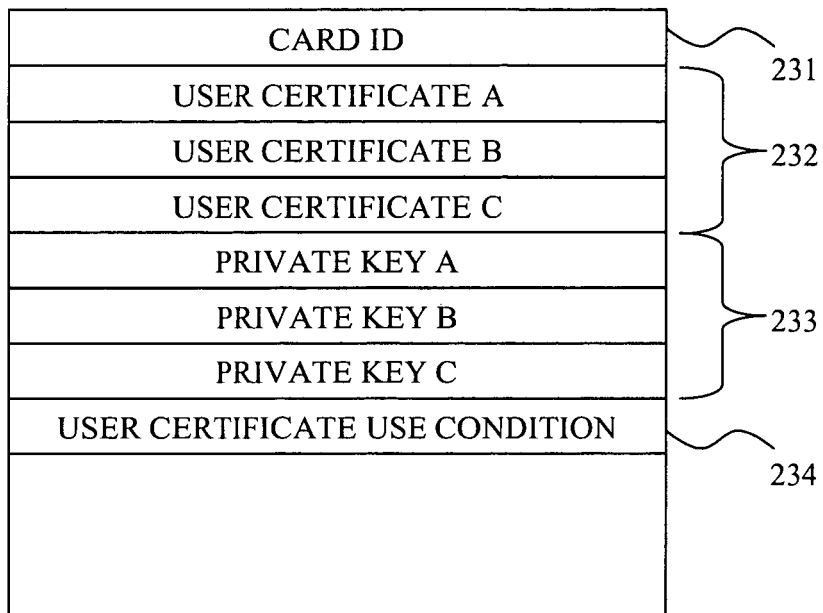 CARD ID
231
USER CERTIFICATE A
USER CERTIFICATE B
232
USER CERTIFICATE C
PRIVATE KEY A
PRIVATE KEY B
233
PRIVATE KEY C
USER CERTIFICATE USE CONDITION
234